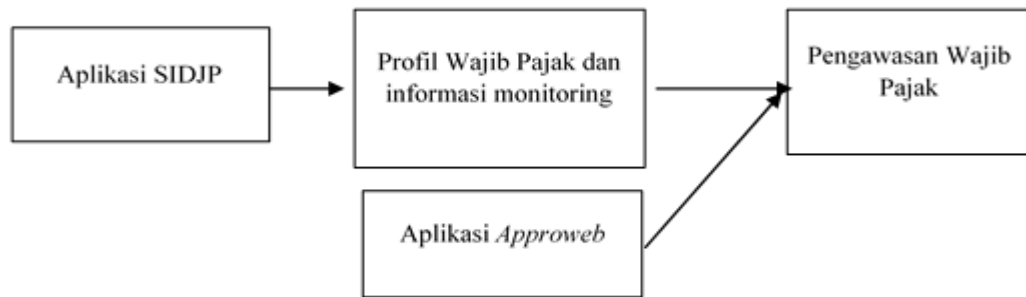 Aplikasi SIDJP
Profil Wajib Pajak dan
informasi monitoring
Pengawasan Wajib
Pajak
Aplikasi Approweb